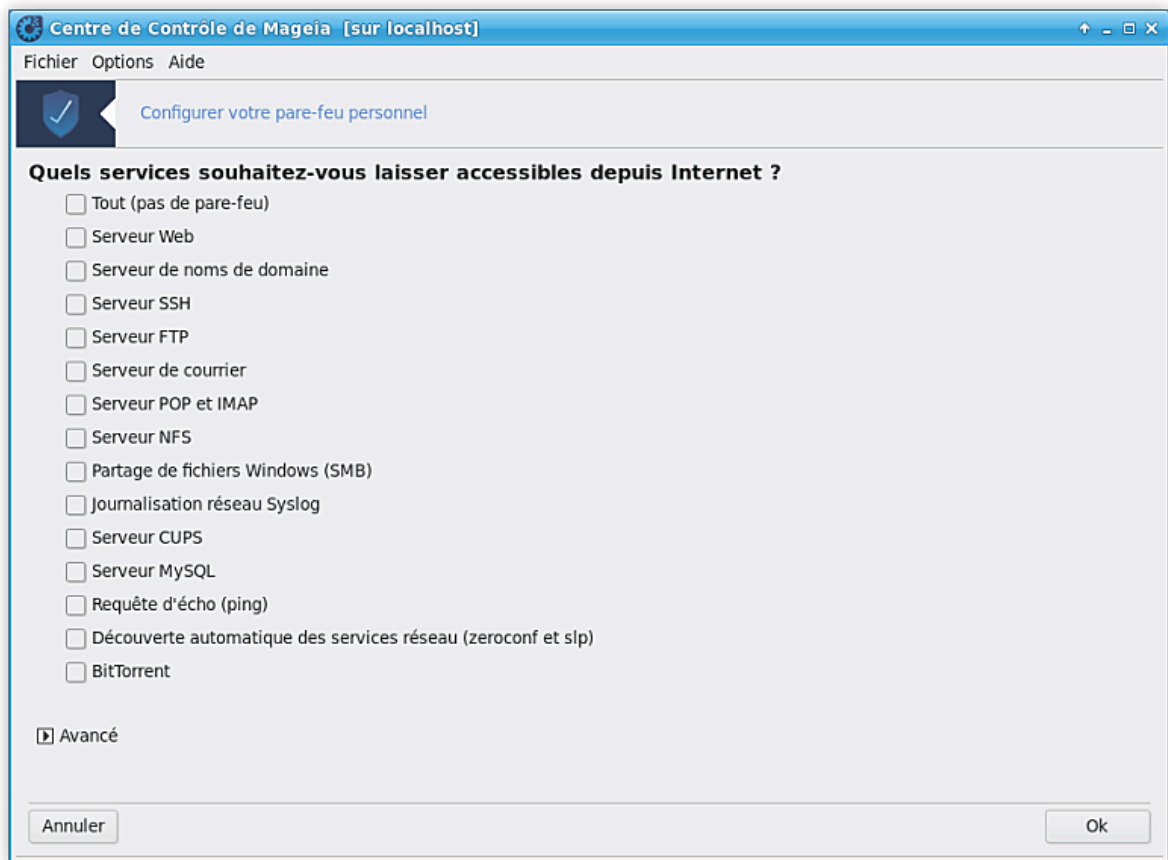 Centre de Contrôle de Mageia [sur localhost]
Fichier Options Aide
Configurer votre pare-feu personnel
Quels services souhaitez-vous laisser accessibles depuis Internet ?
Tout (pas de pare-feu)
Serveur Web
Serveur de noms de domaine
Serveur SSH
Serveur FTP
Serveur de courrier
Serveur POP et IMAP
Serveur NFS
Partage de fichiers Windows (SMB)
Journalisation réseau Syslog
Serveur CUPS
Serveur MySQL
Requête d'écho (ping)
Découverte automatique des services réseau (zeroconf et slp)
BitTorrent
Avancé
Annuler Ok